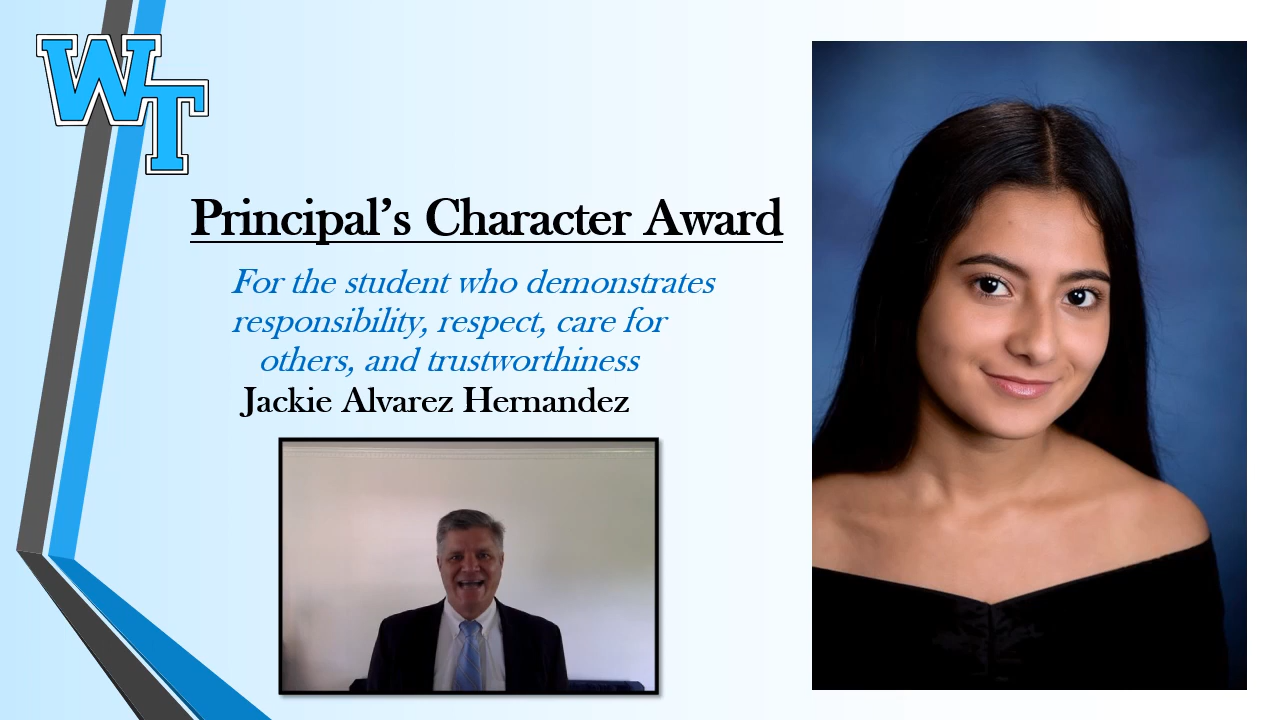 WT
Principal's Character Award
For the student who demonstrates
responsibility, respect, care for
others, and trustworthiness
Jackie Alvarez Hernandez